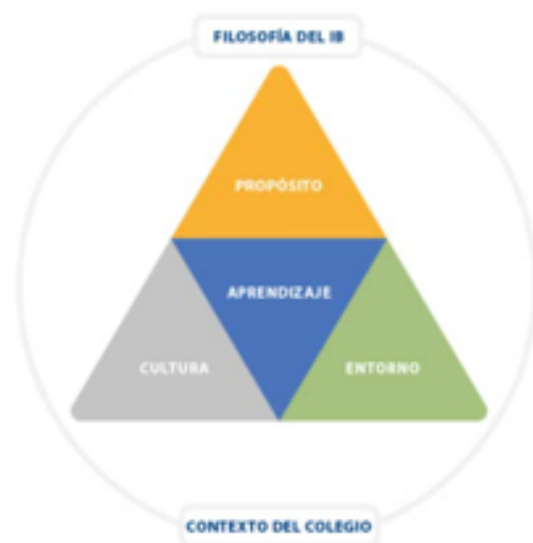 FILOSOFÍA DEL IB
PROPÓSITO
APRENDIZAJE
CULTURA
ENTORNO
CONTEXTO DEL COLEGIO